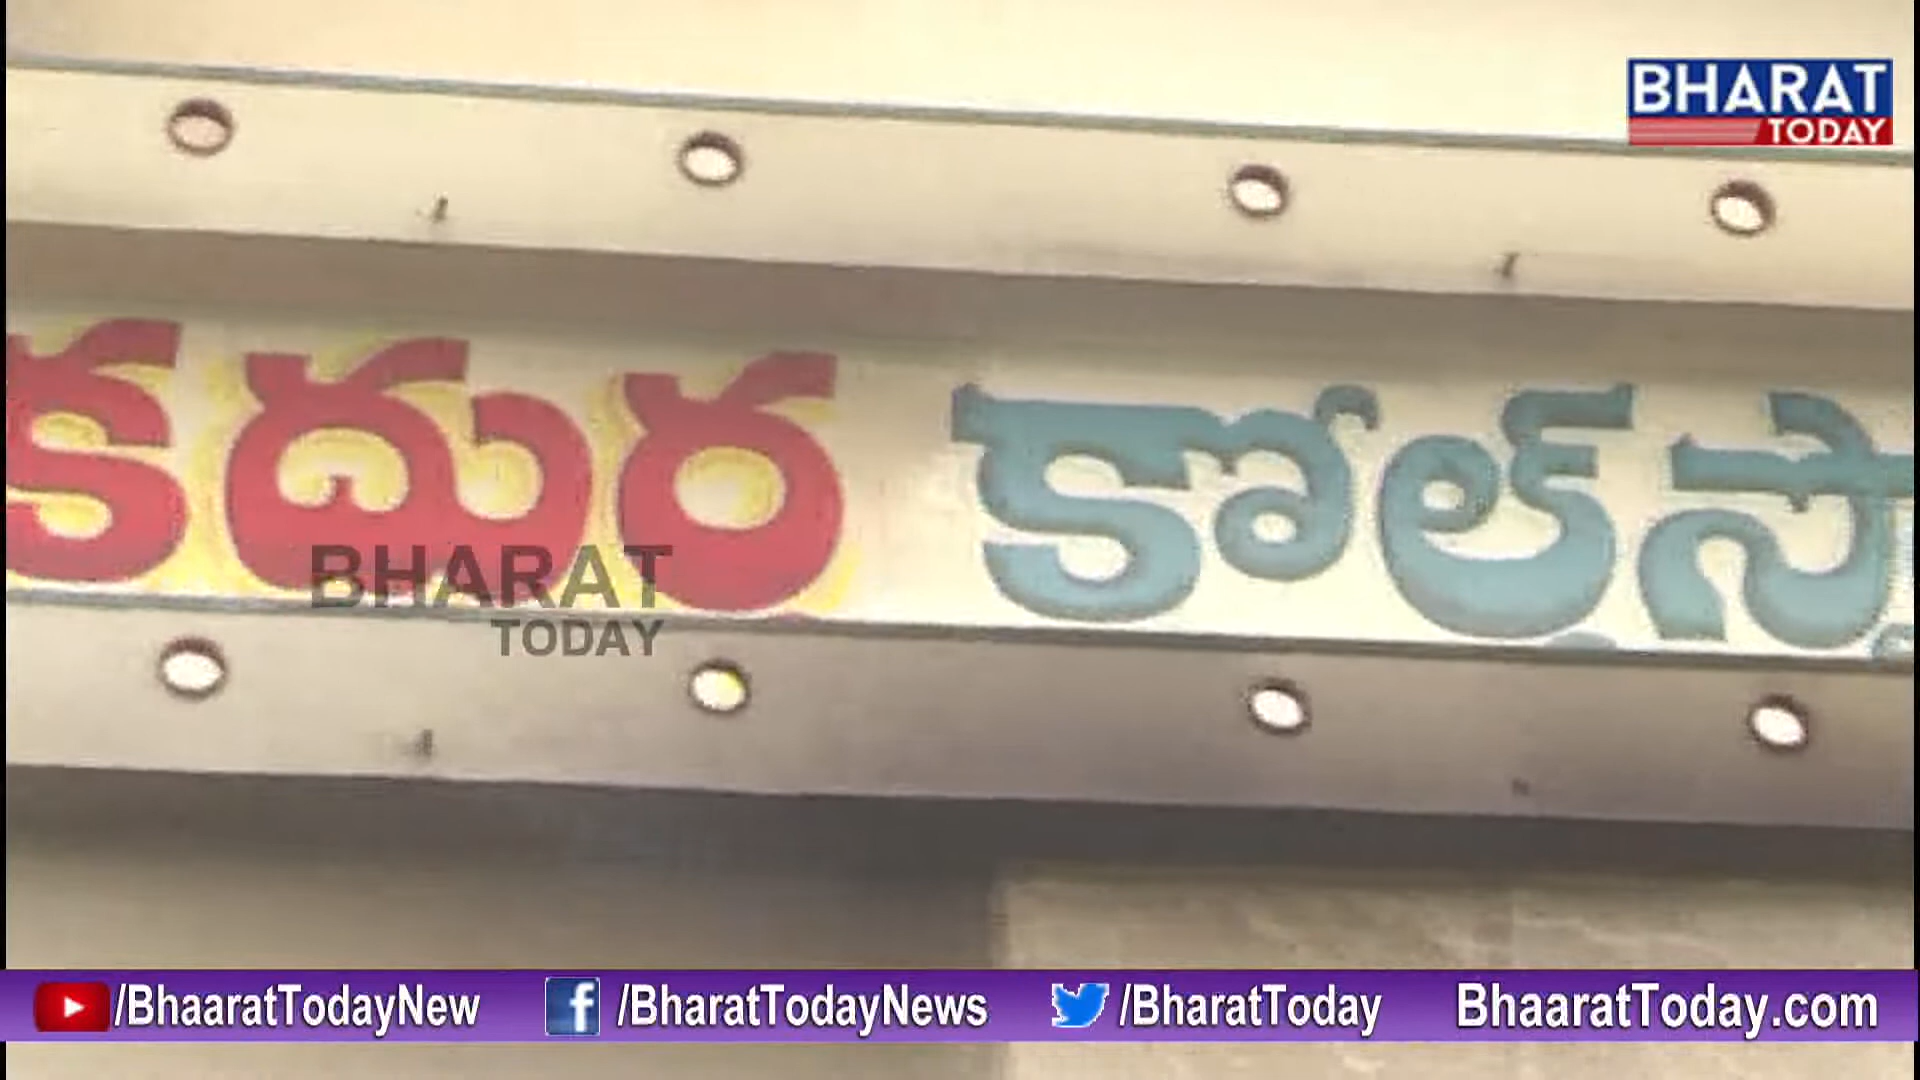 BHARAT
TODAY
కదుర కోల్
BHARAT
TODAY
/BhaaratTodayNew /BharatTodayNews /BharatToday BhaaratToday.com